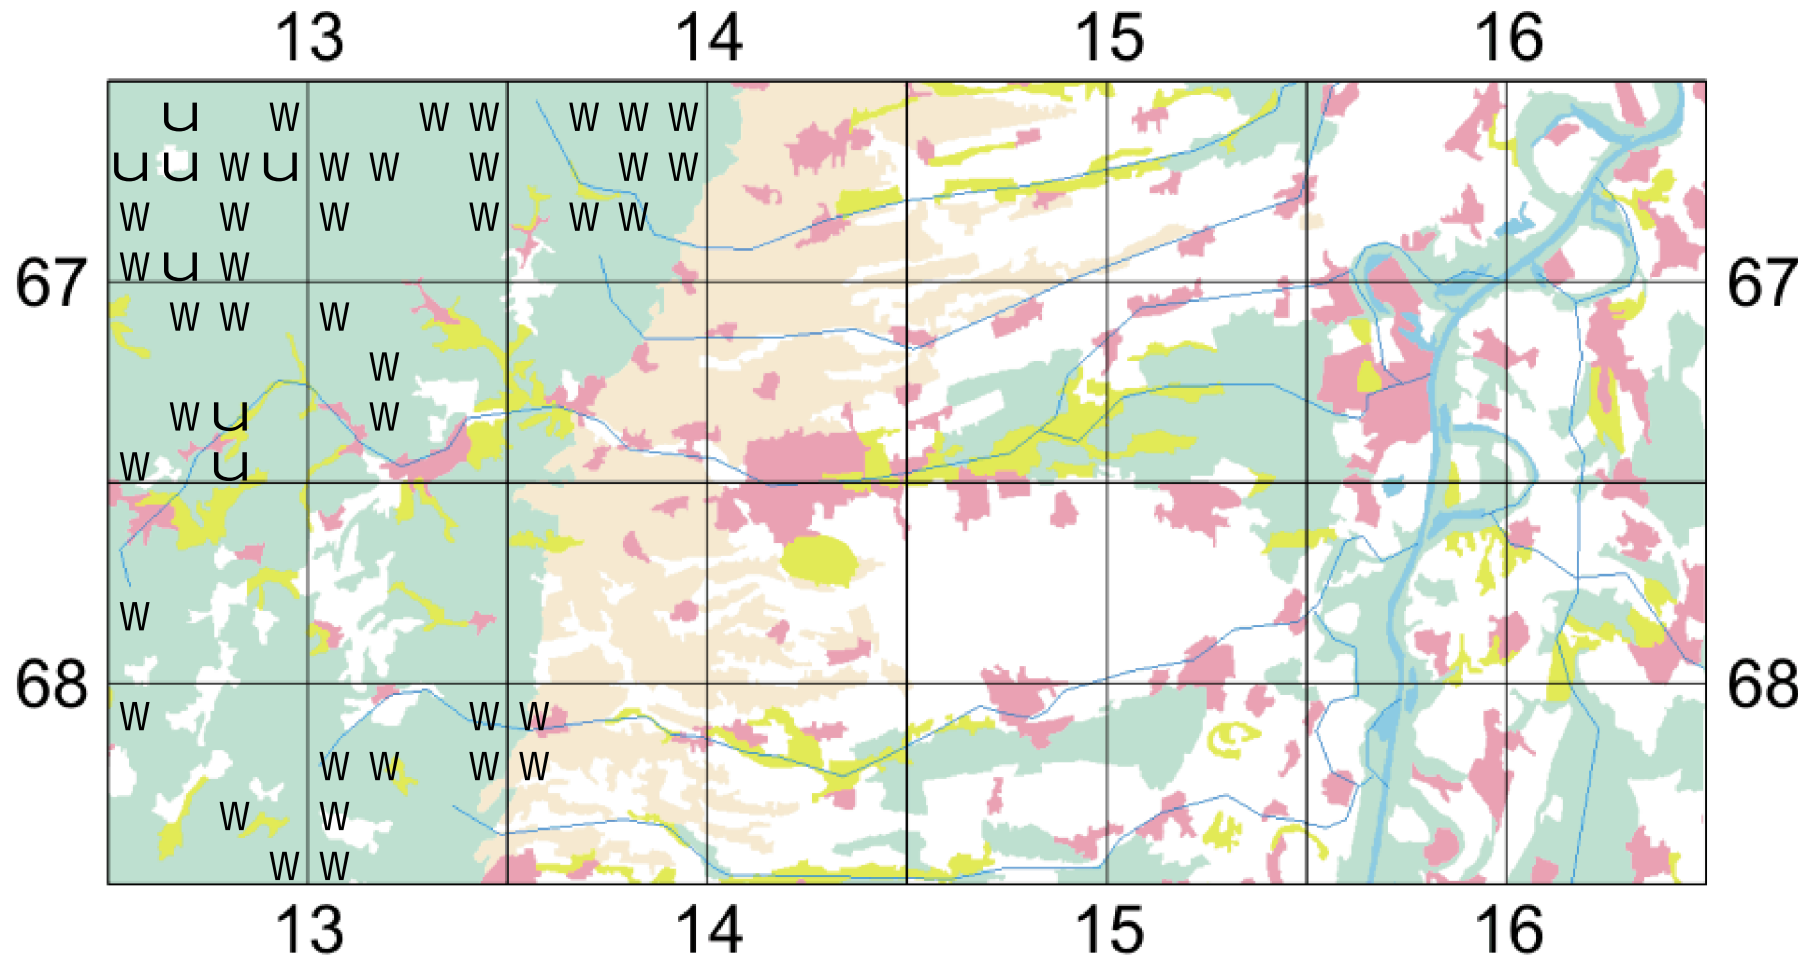 13 14 15 16
u w w w w w w
u u w u w w w w w
w w w w w w
w u w
67 67
w w w
w
w u w
w u
w
68 68
w w w
w w w w
w w
w w
13 14 15 16